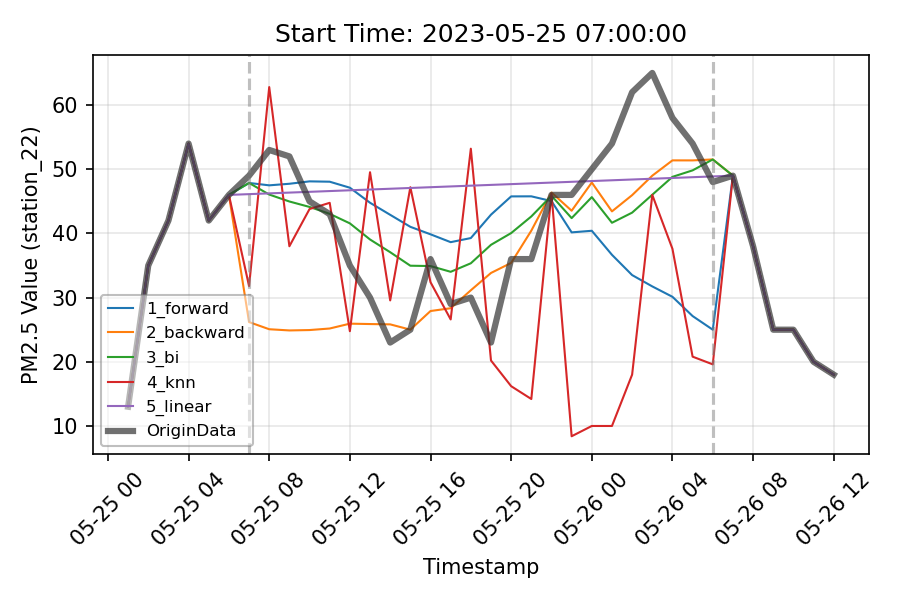 Start Time: 2023-05-25 07:00:00
PM2.5 Value (station_22)
60
50
40
30
20
10
1_forward
2_backward
3_bi
4_knn
5_linear
OriginData
05-25 00
05-25 04
05-25 08
05-25 12
05-25 16
05-25 20
05-26 00
05-26 04
05-26 08
05-26 12
Timestamp